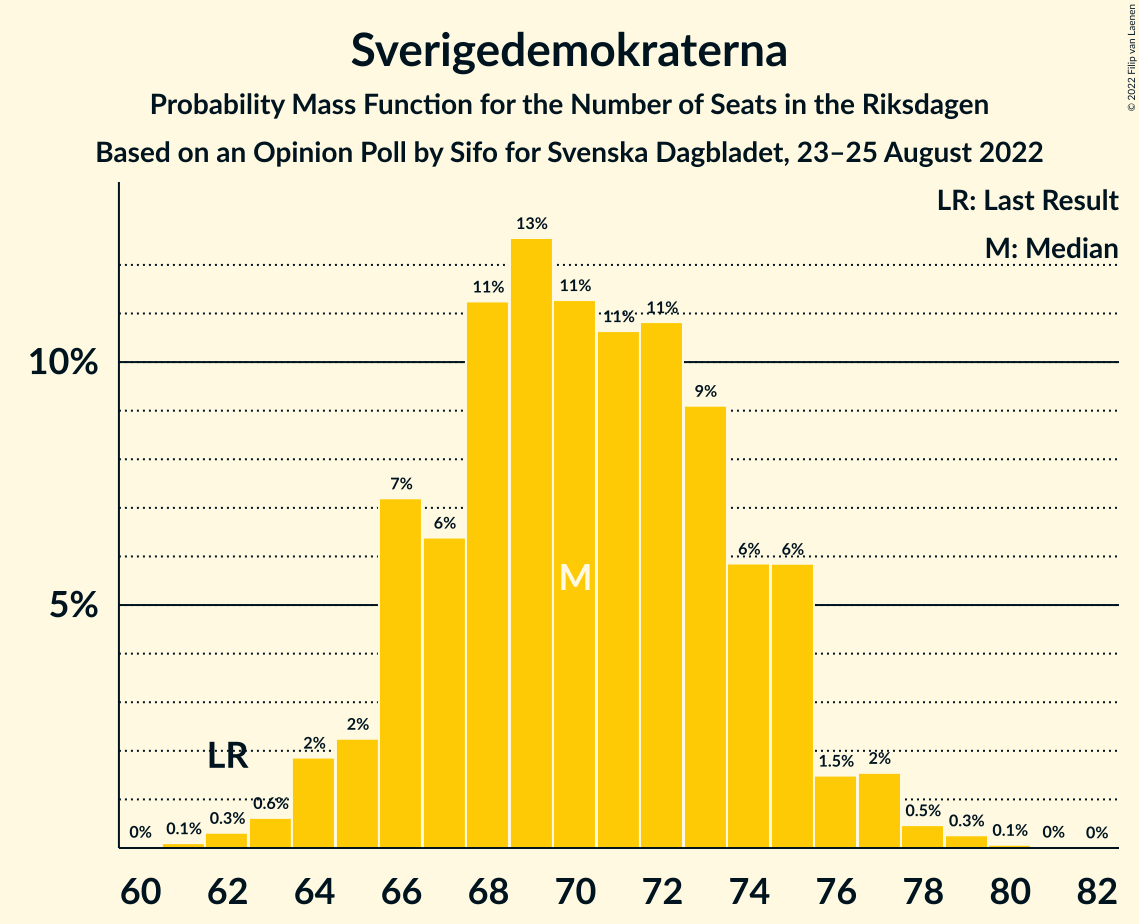 Sverigedemokraterna
Probability Mass Function for the Number of Seats in the Riksdagen
Based on an Opinion Poll by Sifo for Svenska Dagbladet, 23–25 August 2022
© 2022 Filip van Laenen
LR: Last Result
M: Median
10%
5%
0%
0.1%
0.3%
0.6%
2%
2%
7%
6%
11%
13%
11%
11%
11%
9%
6%
6%
1.5%
2%
0.5%
0.3%
0.1%
0%
0%
LR
M
60 62 64 66 68 70 72 74 76 78 80 82